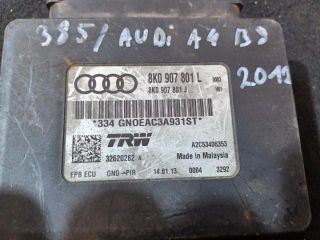 385/ AUDI A4 B8
2012
8K0 907 801 L
8K0 907 801 J
*334 GNOEAC3A931ST*
TRW
32620262 A
A2C53406353
Made in Malaysia
EPB ECU GNO→PIR 14.01.13 0004 3292